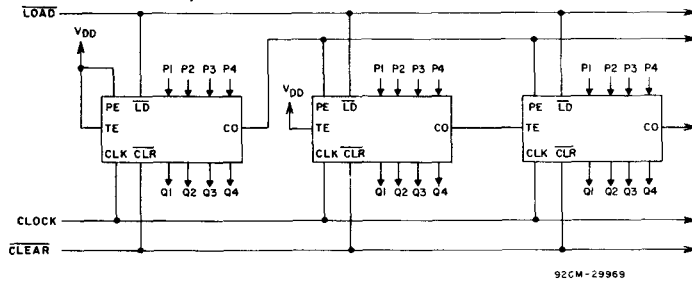 LOAD
VDD
P1 P2 P3 P4
P1 P2 P3 P4
P1 P2 P3 P4
VDD
PE LD
TE CO
CLK CLR
PE LD
TE CO
CLK CLR
PE LD
TE CO
CLK CLR
Q1 Q2 Q3 Q4
Q1 Q2 Q3 Q4
Q1 Q2 Q3 Q4
CLOCK
CLEAR
92CM-29969